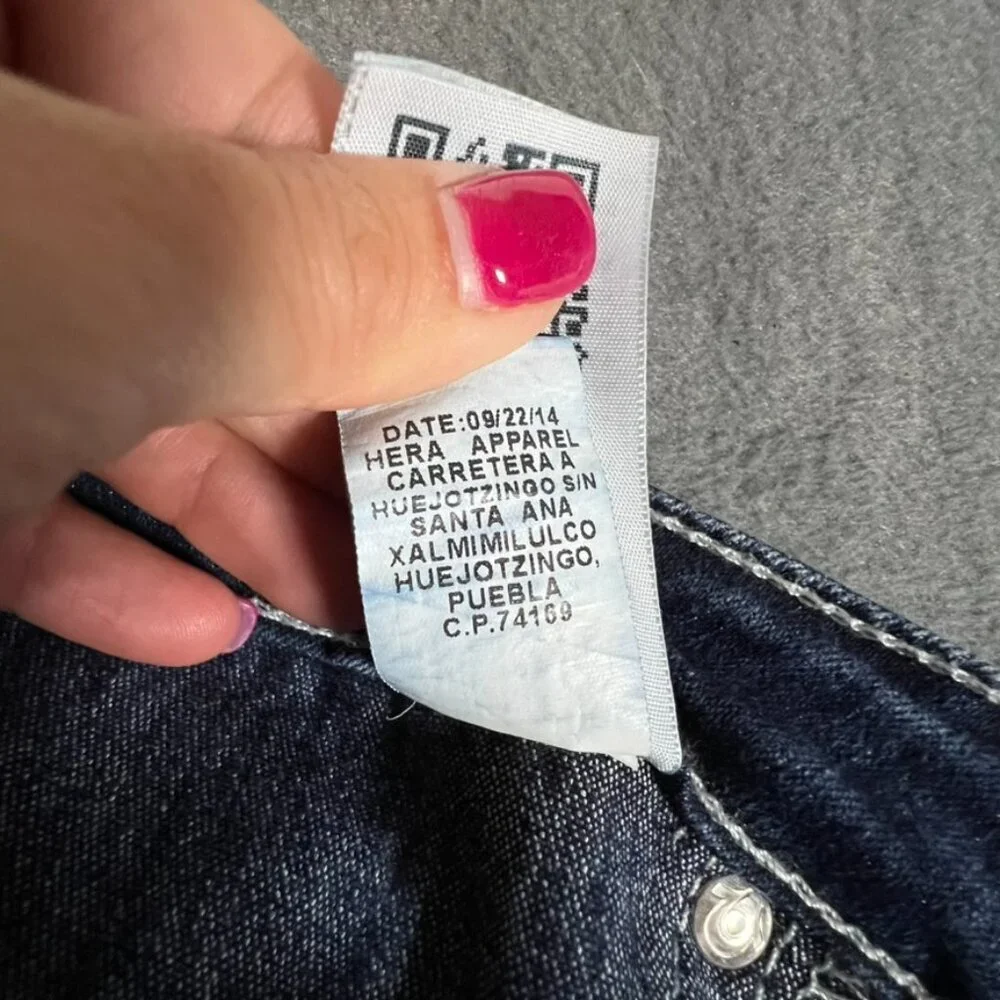 DATE:09/22/14
HERA APPAREL
CARRETERA A
HUEJOTZINGO S/N
SANTA ANA
XALMIMILULCO
HUEJOTZINGO,
PUEBLA
C.P.74169